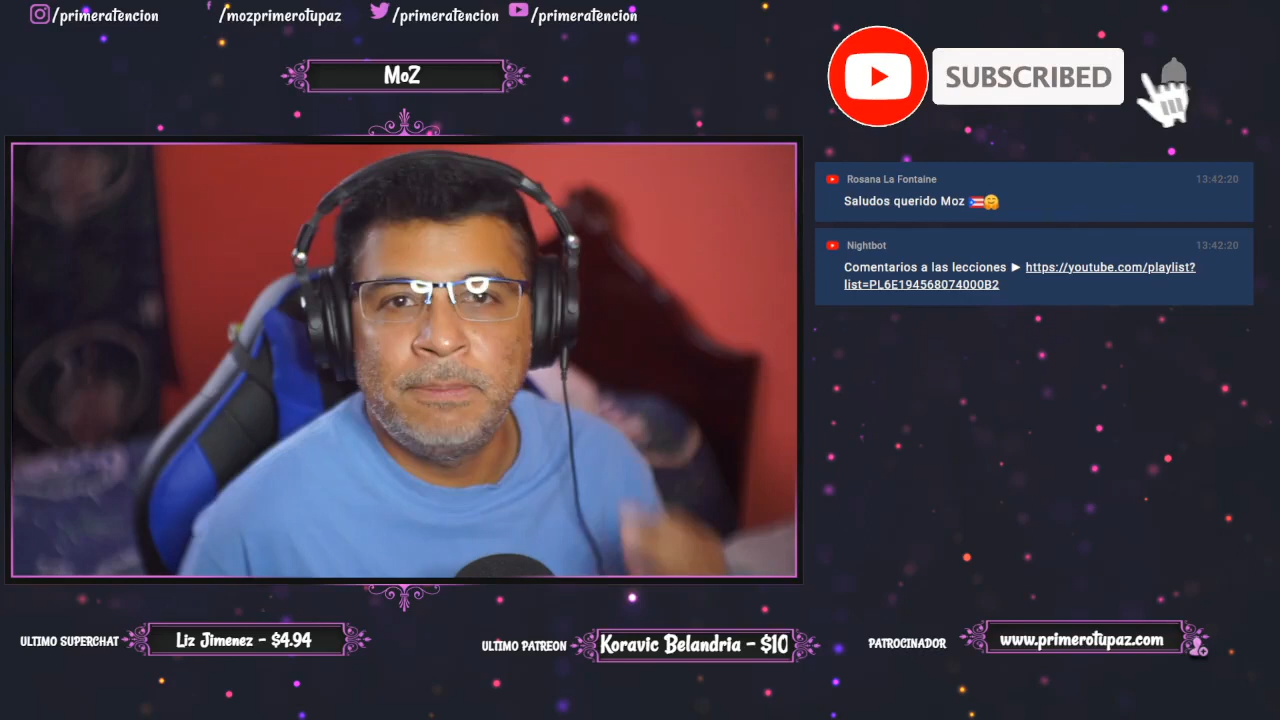 /primeratencion
/mozprimerotupaz
/primeratencion
/primeratencion
MoZ
SUBSCRIBED
Rosana La Fontaine
13:42:20
Saludos querido Moz 🇵🇷🤗
Nightbot
13:42:20
Comentarios a las lecciones ► https://youtube.com/playlist?
list=PL6E194568074000B2
ULTIMO SUPERCHAT
Liz Jimenez - $4.94
ULTIMO PATREON
Koravic Belandria - $10
PATROCINADOR
www.primerotupaz.com